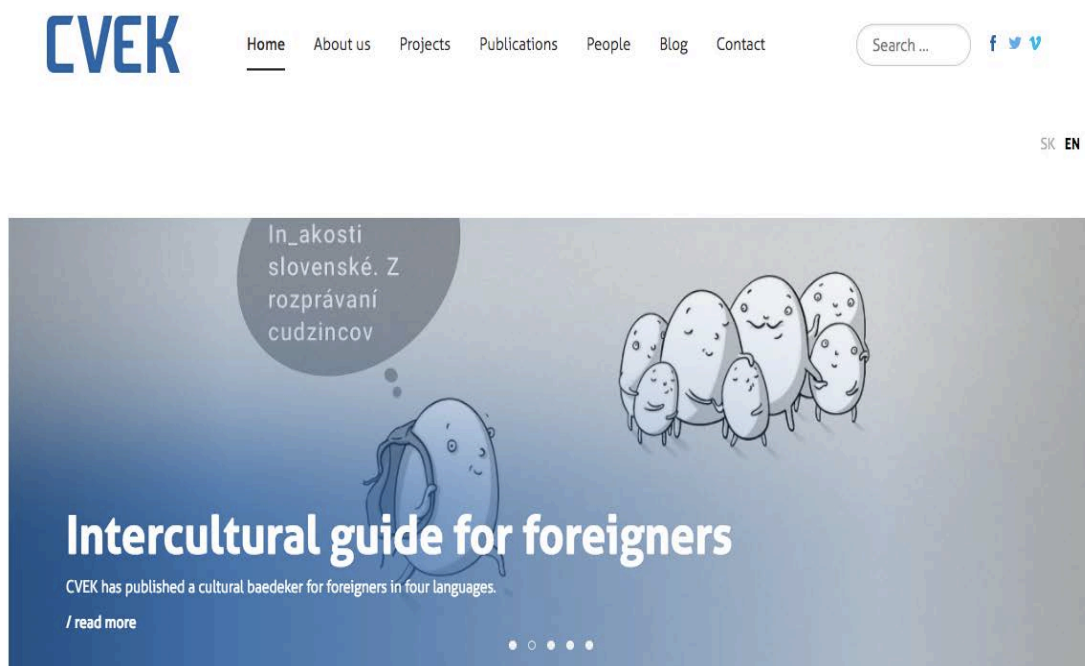 CVEK
Home About us Projects Publications People Blog Contact
Search ...
SK EN
In_akosti
slovenské. Z
rozprávaní
cudzincov
Intercultural guide for foreigners
CVEK has published a cultural baedeker for foreigners in four languages.
/ read more